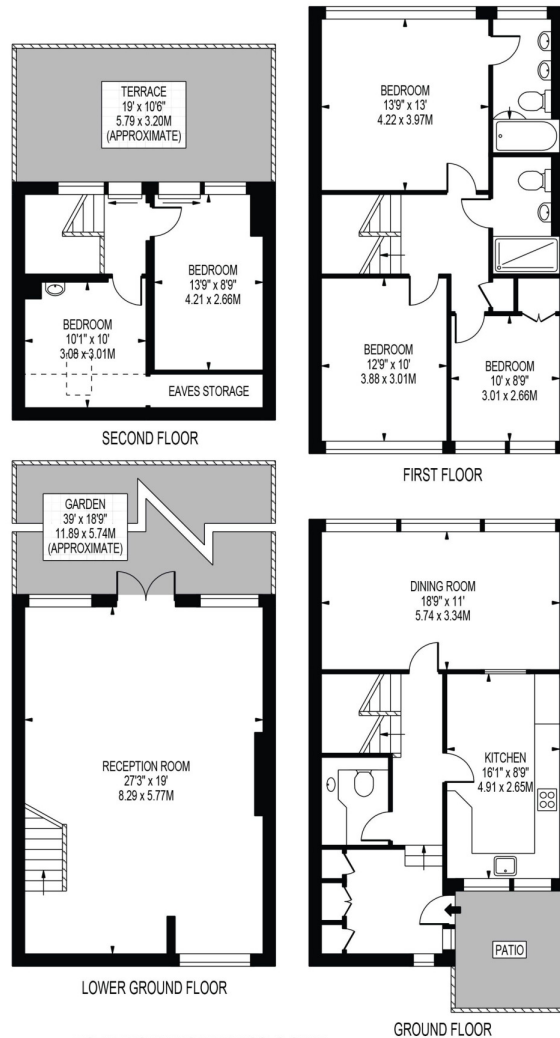 TERRACE
19' x 10'6"
5.79 x 3.20M
(APPROXIMATE)
BEDROOM
13'9" x 8'9"
4.21 x 2.66M
BEDROOM
10'1" x 10'
3.08 x 3.01M
EAVES STORAGE
SECOND FLOOR
BEDROOM
13'9" x 13'
4.22 x 3.97M
BEDROOM
12'9" x 10'
3.88 x 3.01M
BEDROOM
10' x 8'9"
3.01 x 2.66M
FIRST FLOOR
GARDEN
39' x 18'9"
11.89 x 5.74M
(APPROXIMATE)
RECEPTION ROOM
27'3" x 19'
8.29 x 5.77M
LOWER GROUND FLOOR
DINING ROOM
18'9" x 11'
5.74 x 3.34M
KITCHEN
16'1" x 8'9"
4.91 x 2.65M
PATIO
GROUND FLOOR